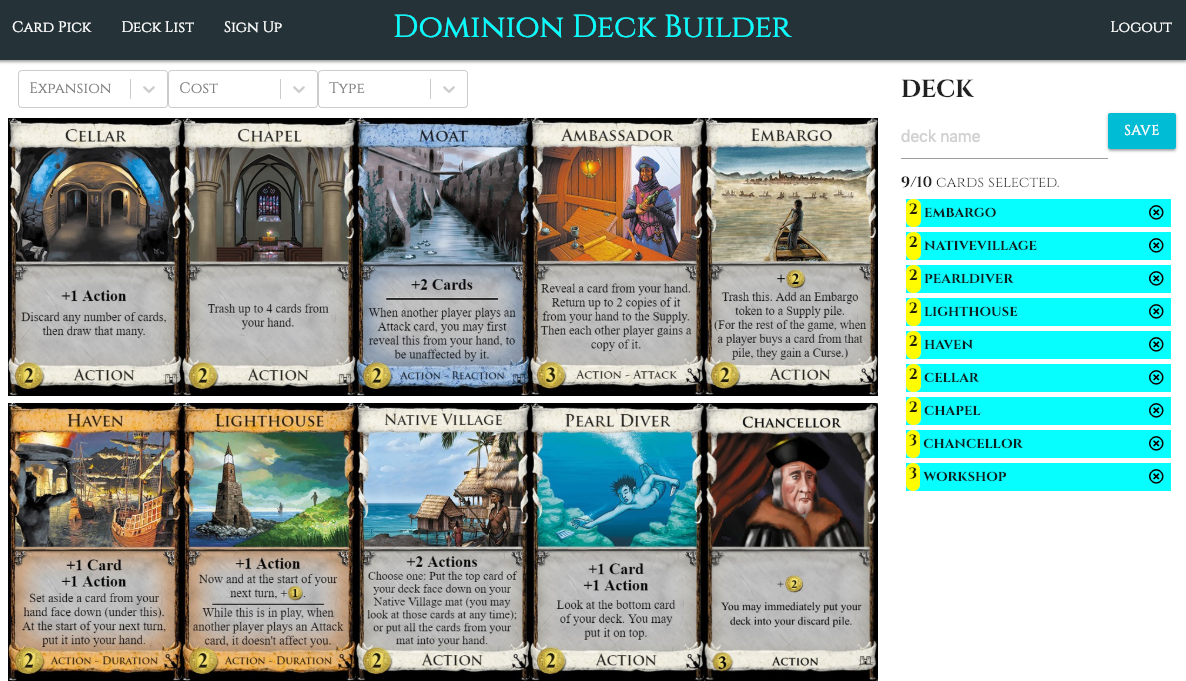 CARD PICK
DECK LIST
SIGN UP
DOMINION DECK BUILDER
LOGOUT
EXPANSION
COST
TYPE
CELLAR
+1 Action
Discard any number of cards,
then draw that many.
2
ACTION
CHAPEL
Trash up to 4 cards from
your hand.
2
ACTION
MOAT
+2 Cards
When another player plays an
Attack card, you may first
reveal this from your hand, to
be unaffected by it.
2
ACTION - REACTION
AMBASSADOR
Reveal a card from your hand.
Return up to 2 copies of it
from your hand to the Supply.
Then each other player gains a
copy of it.
3
ACTION - ATTACK
EMBARGO
+2
Trash this. Add an Embargo
token to a Supply pile.
(For the rest of the game, when
a player buys a card from that
pile, they gain a Curse.)
2
ACTION
HAVEN
+1 Card
+1 Action
Set aside a card from your
hand face down (under this).
At the start of your next turn,
put it into your hand.
2
ACTION - DURATION
LIGHTHOUSE
+1 Action
Now and at the start of your
next turn, +1.
While this is in play, when
another player plays an Attack
card, it doesn't affect you.
2
ACTION - DURATION
NATIVE VILLAGE
+2 Actions
Choose one: Put the top card of
your deck face down on your
Native Village mat (you may
look at those cards at any time);
or put all the cards from your
mat into your hand.
2
ACTION
PEARL DIVER
+1 Card
+1 Action
Look at the bottom card
of your deck. You may
put it on top.
2
ACTION
CHANCELLOR
+2
You may immediately put your
deck into your discard pile.
3
ACTION
DECK
deck name
SAVE
9/10 CARDS SELECTED.
2 EMBARGO
2 NATIVEVILLAGE
2 PEARLDIVER
2 LIGHTHOUSE
2 HAVEN
2 CELLAR
2 CHAPEL
3 CHANCELLOR
3 WORKSHOP